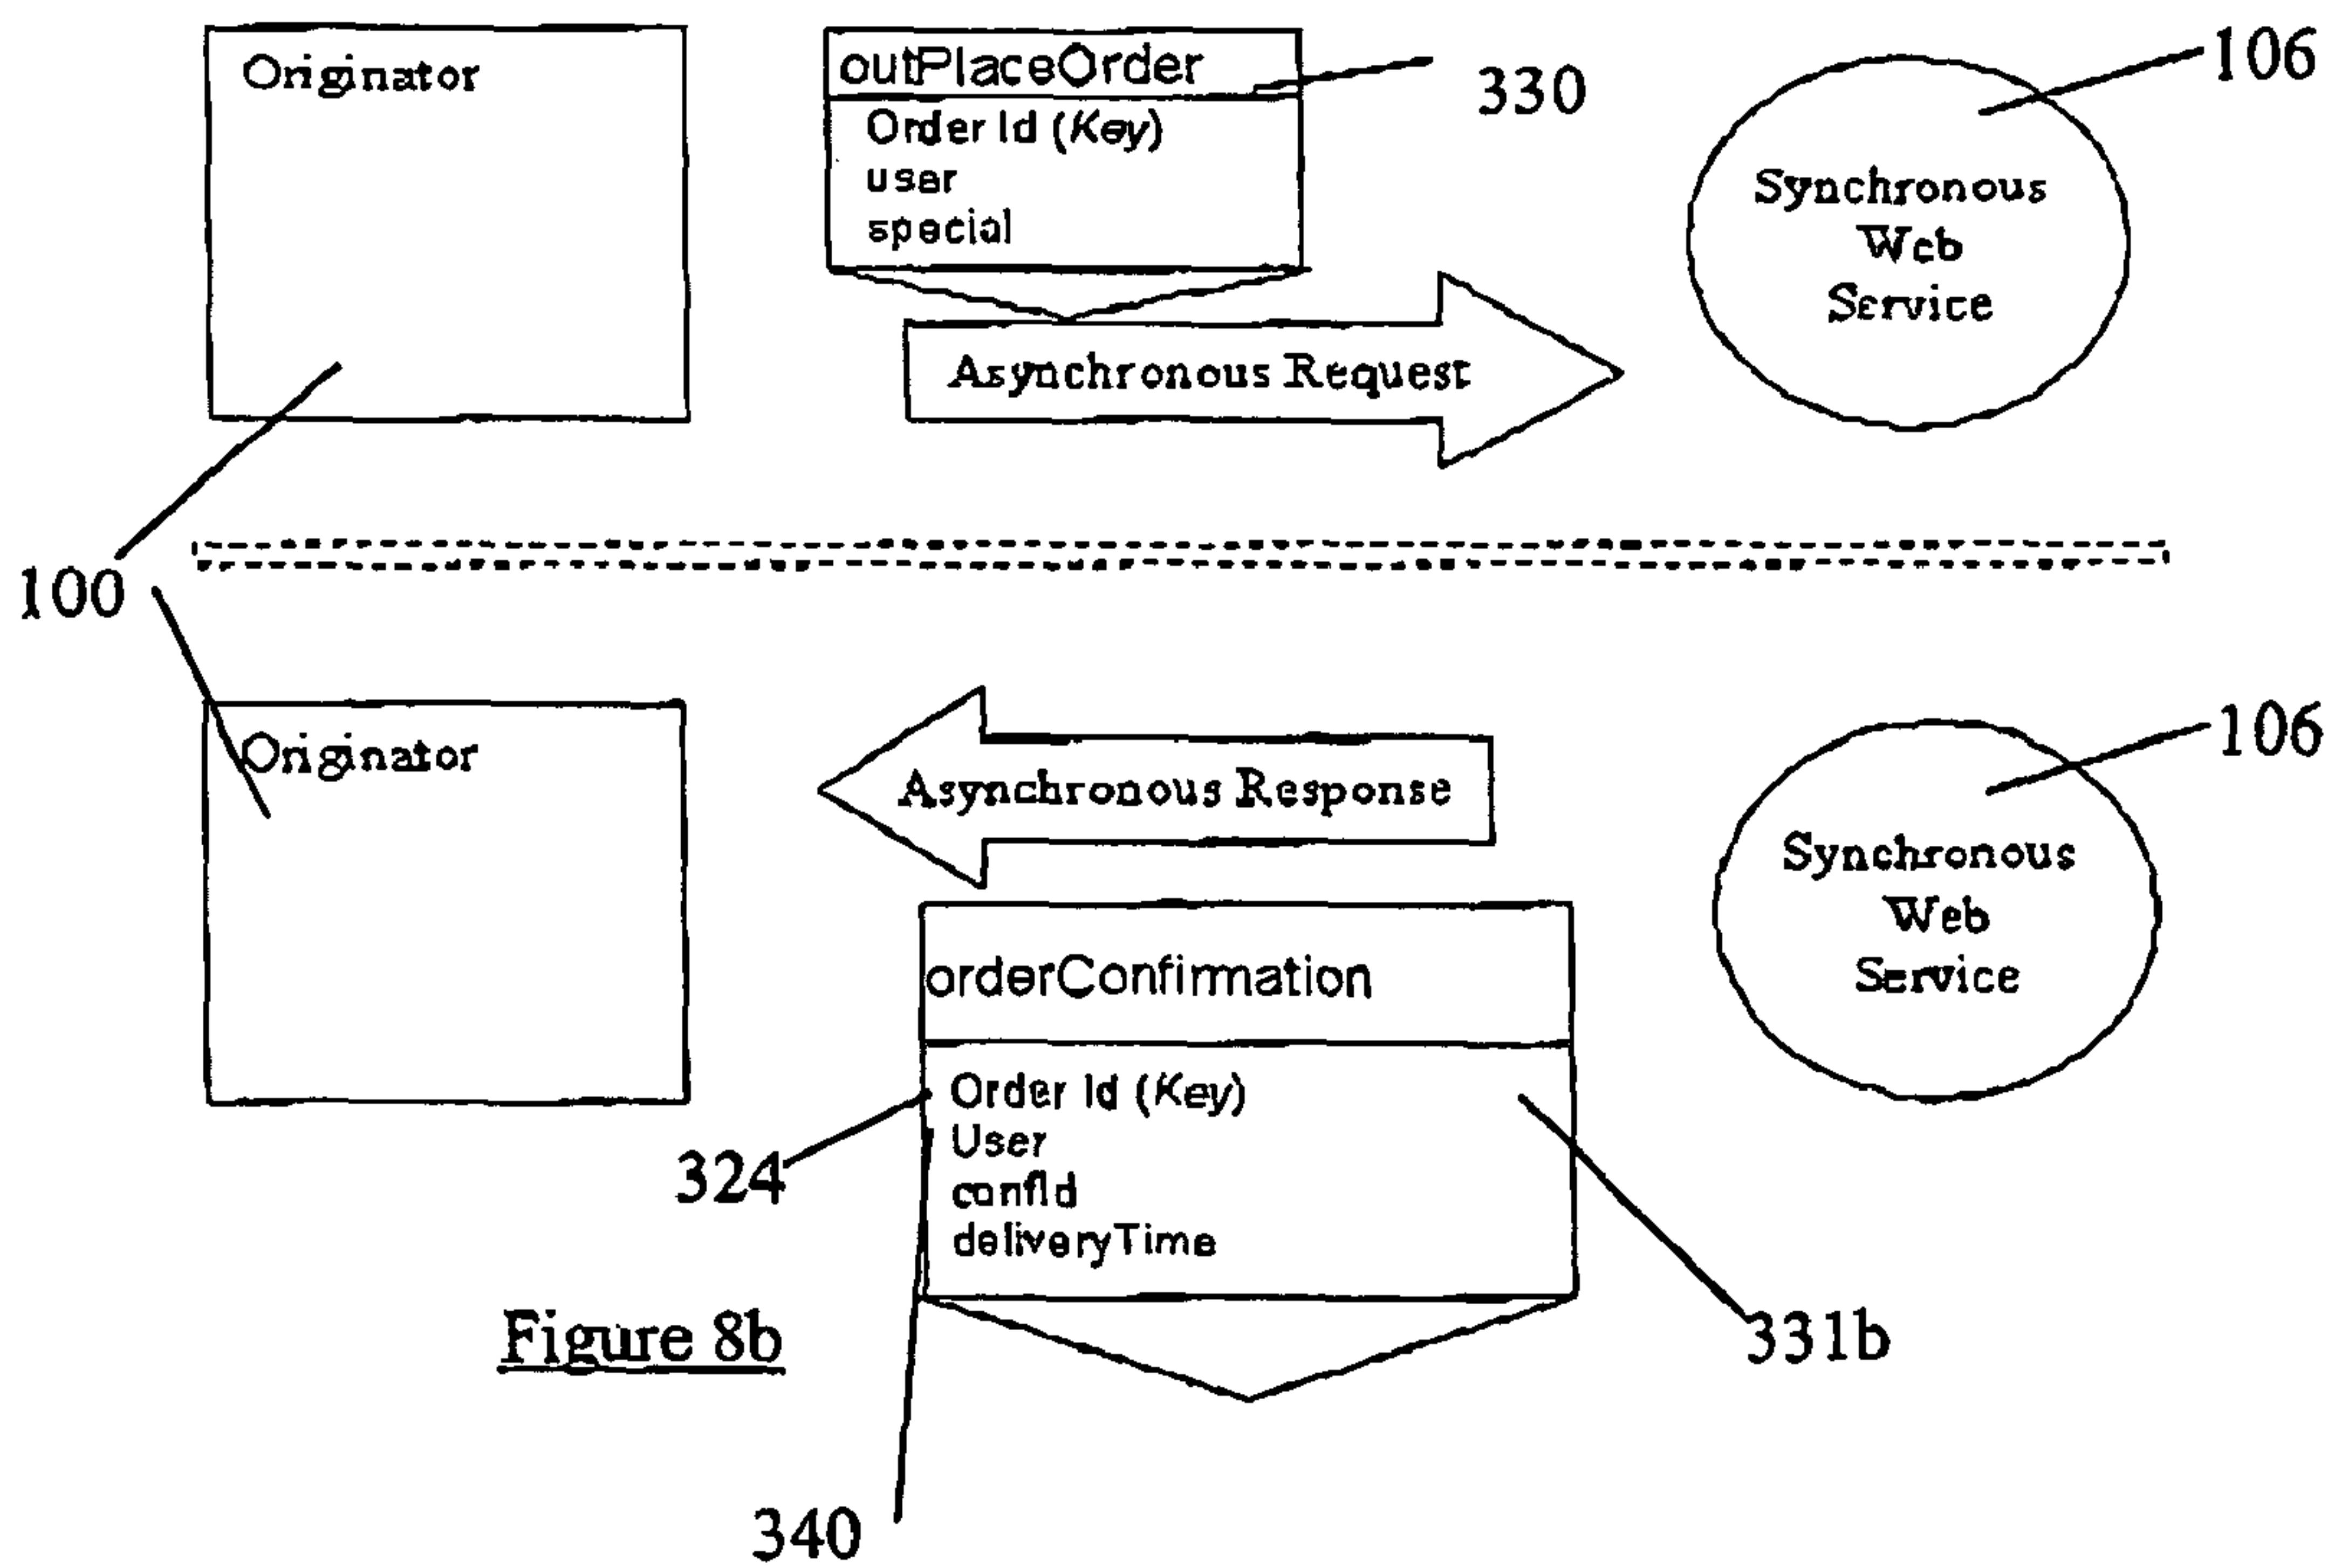 Originator
outPlaceOrder
330
106
Order Id (Key)
user
special
Synchronous
Web
Service
Asynchronous Request
100
Originator
Asynchronous Response
106
Synchronous
Web
Service
orderConfirmation
Order Id (Key)
User
confId
deliveryTime
324
331b
Figure 8b
340